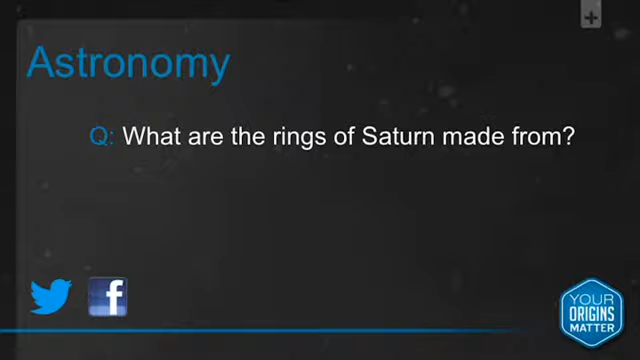 Astronomy
Q: What are the rings of Saturn made from?
YOUR
ORIGINS
MATTER